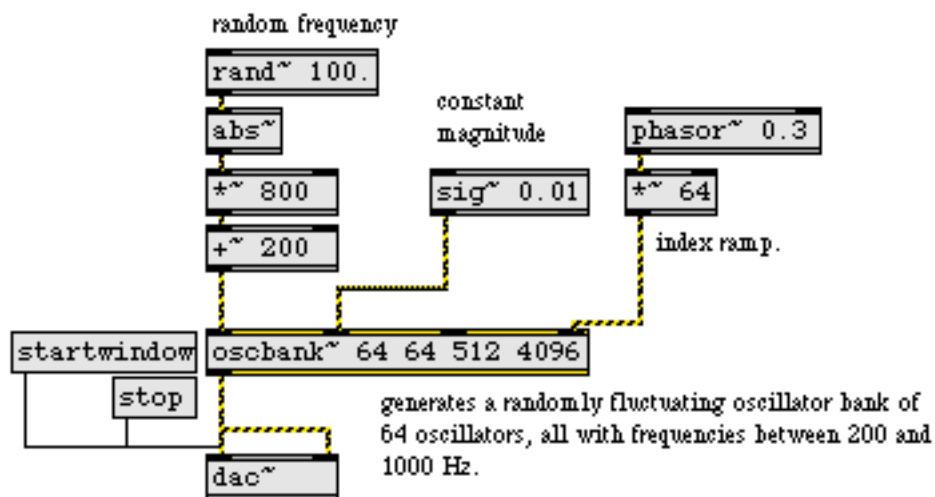 random frequency
rand~ 100.
constant
magnitude
abs~
phasor~ 0.3
*~ 800
sig~ 0.01
*~ 64
+~ 200
index ramp.
startwindow
oscbank~ 64 64 512 4096
stop
generates a randomly fluctuating oscillator bank of
64 oscillators, all with frequencies between 200 and
1000 Hz.
dac~